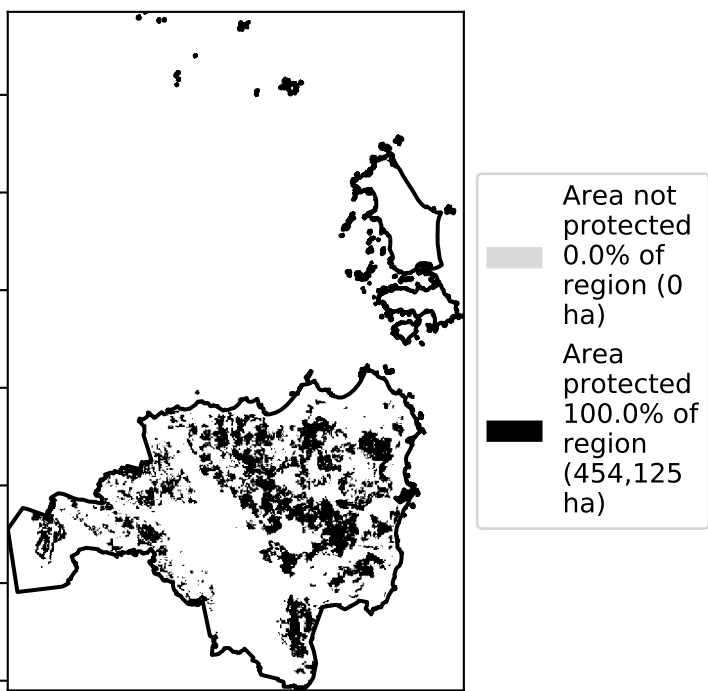 Area not
protected
0.0% of
region (0
ha)
Area
protected
100.0% of
region
(454,125
ha)